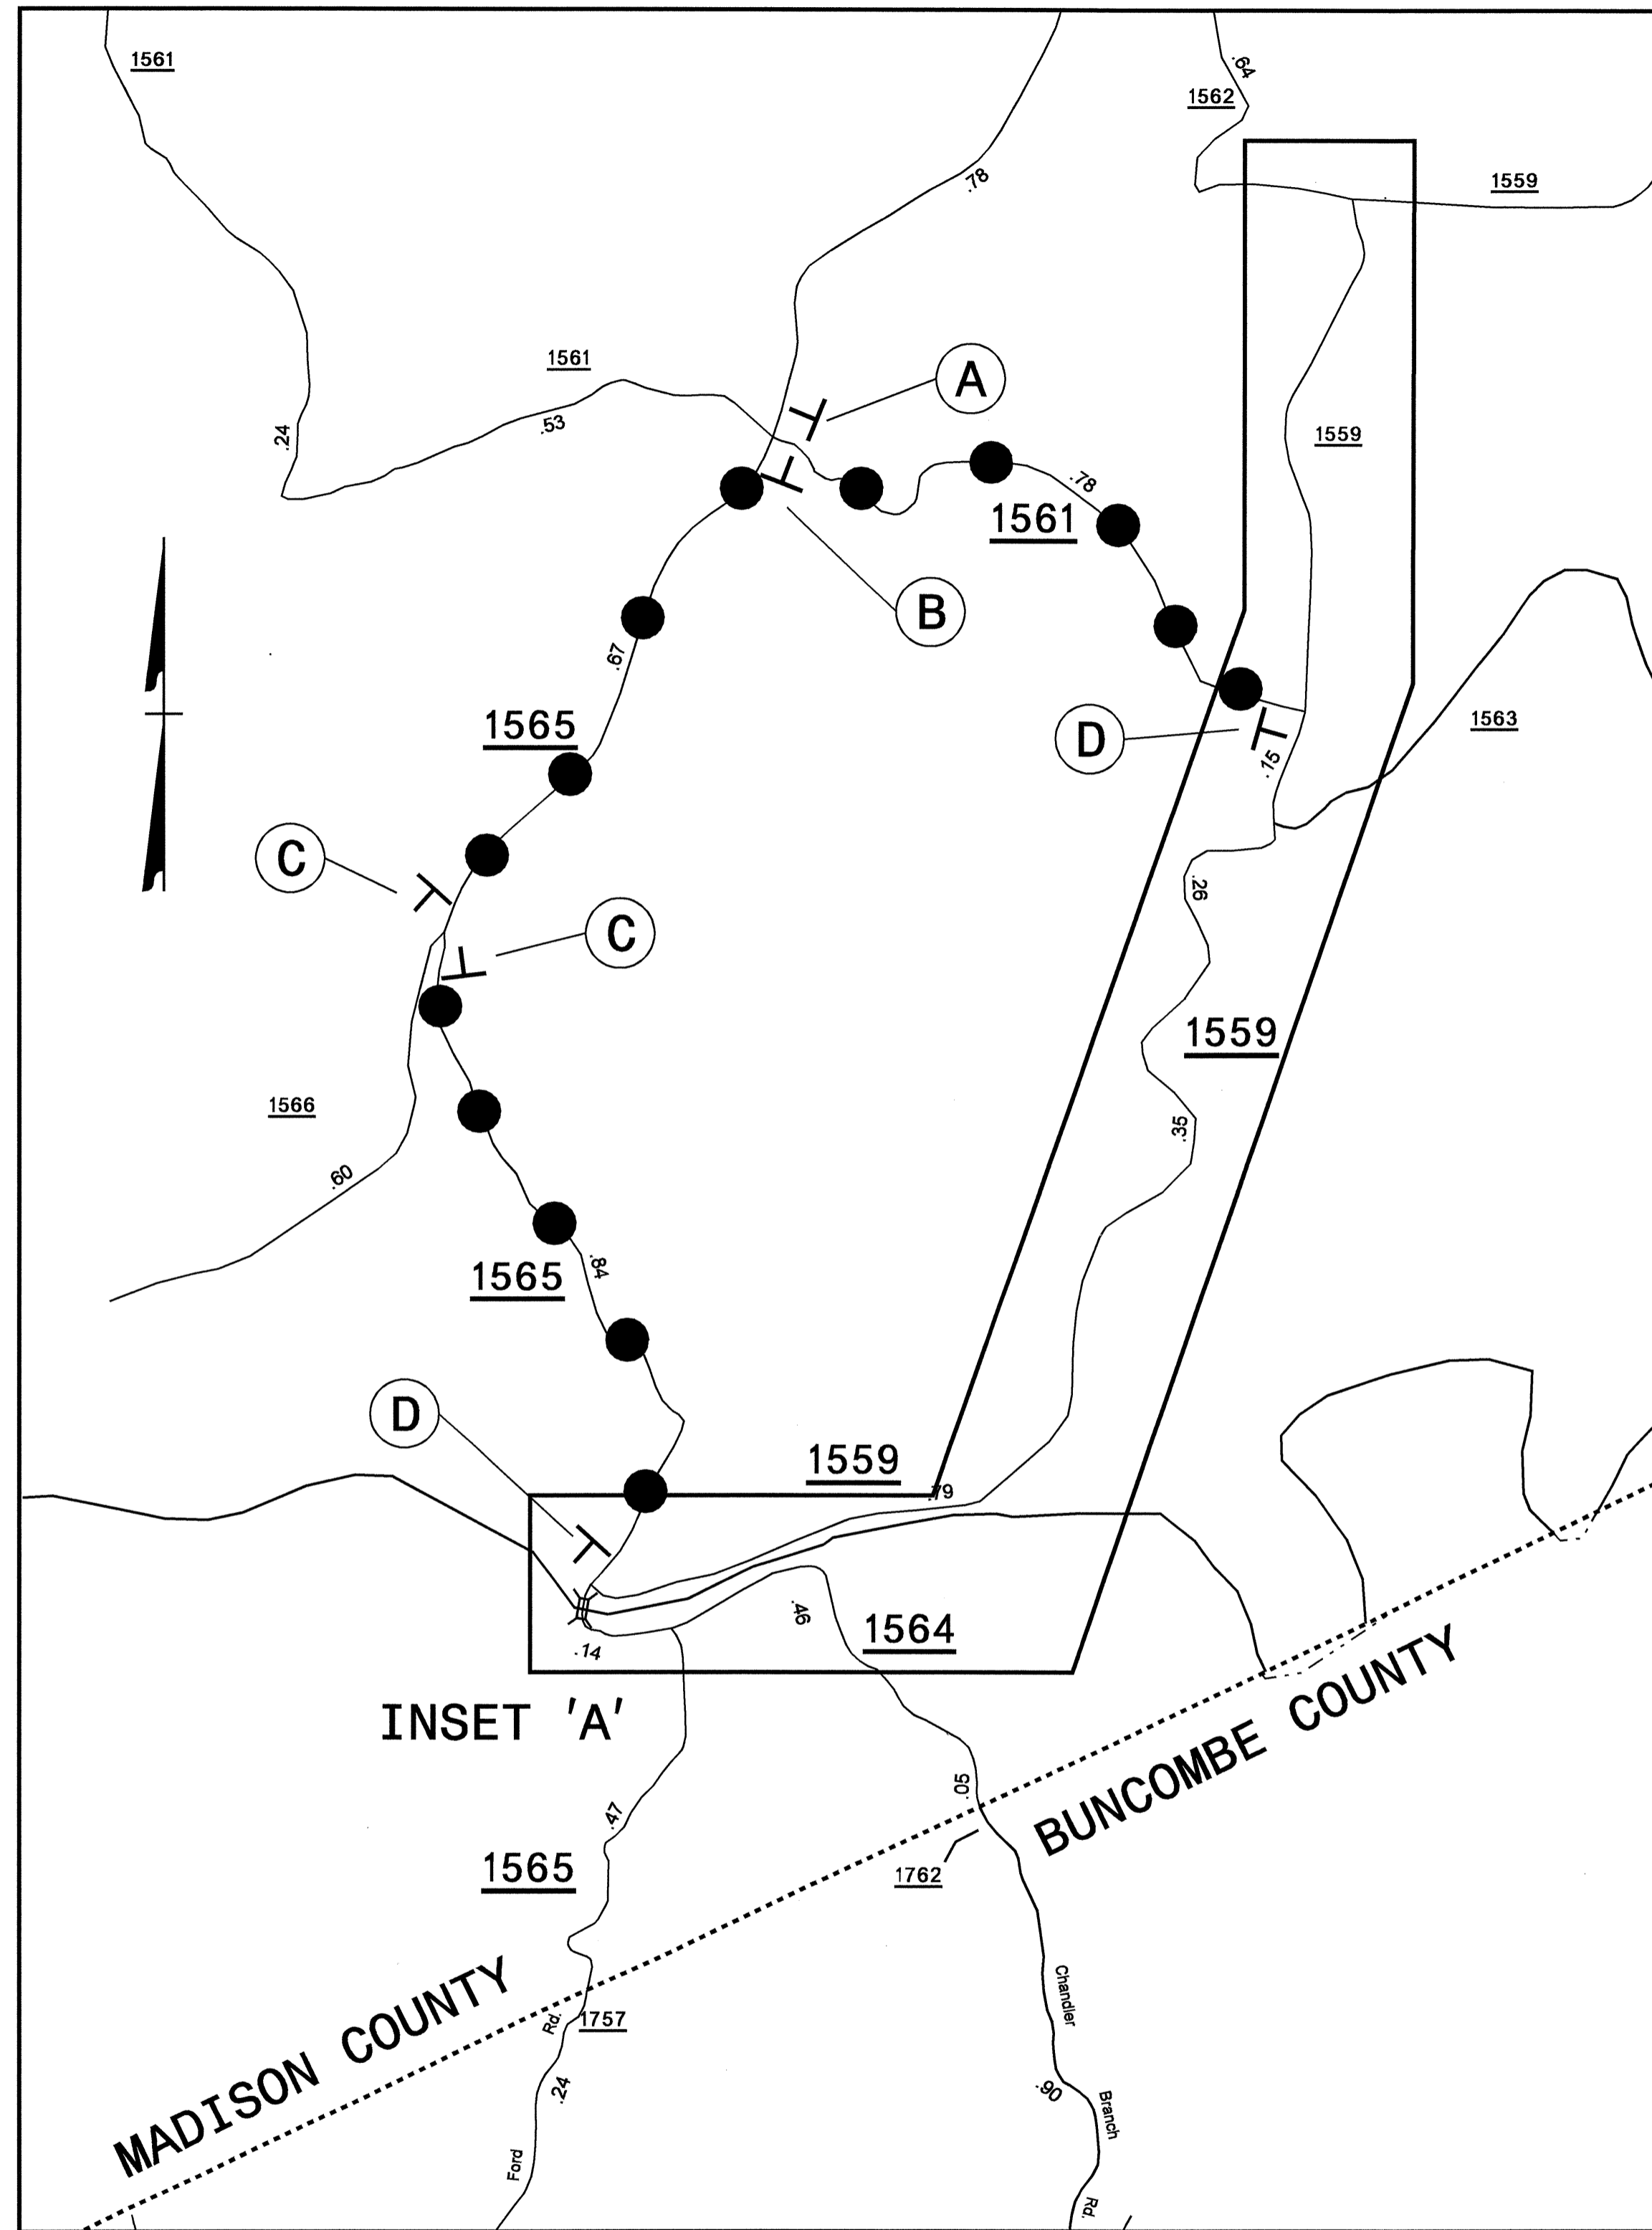 1561
.64
1562
.78
1559
1561
A
.24
.53
1559
.78
1561
B
.67
1565
1563
D
.15
C
.26
C
1559
1566
.35
.60
.84
1565
D
1559
.79
.46
1564
.14
INSET 'A'
BUNCOMBE COUNTY
.05
.47
1565
1762
MADISON COUNTY
1757
Rd.
Chandler
.24
.90
Branch
Ford
Rd.